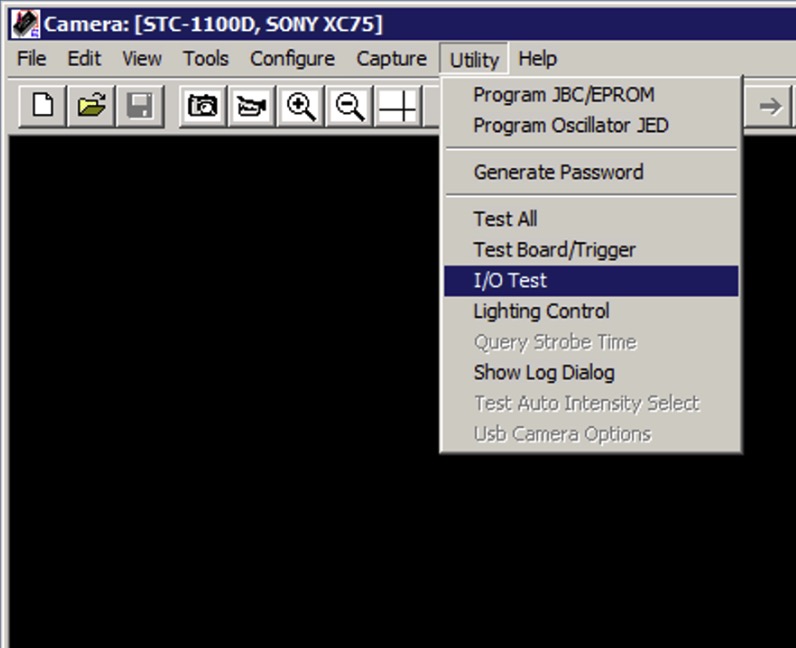 Camera: [STC-1100D, SONY XC75]
File Edit View Tools Configure Capture Utility Help
Program JBC/EPROM
Program Oscillator JED
Generate Password
Test All
Test Board/Trigger
I/O Test
Lighting Control
Query Strobe Time
Show Log Dialog
Test Auto Intensity Select
Usb Camera Options